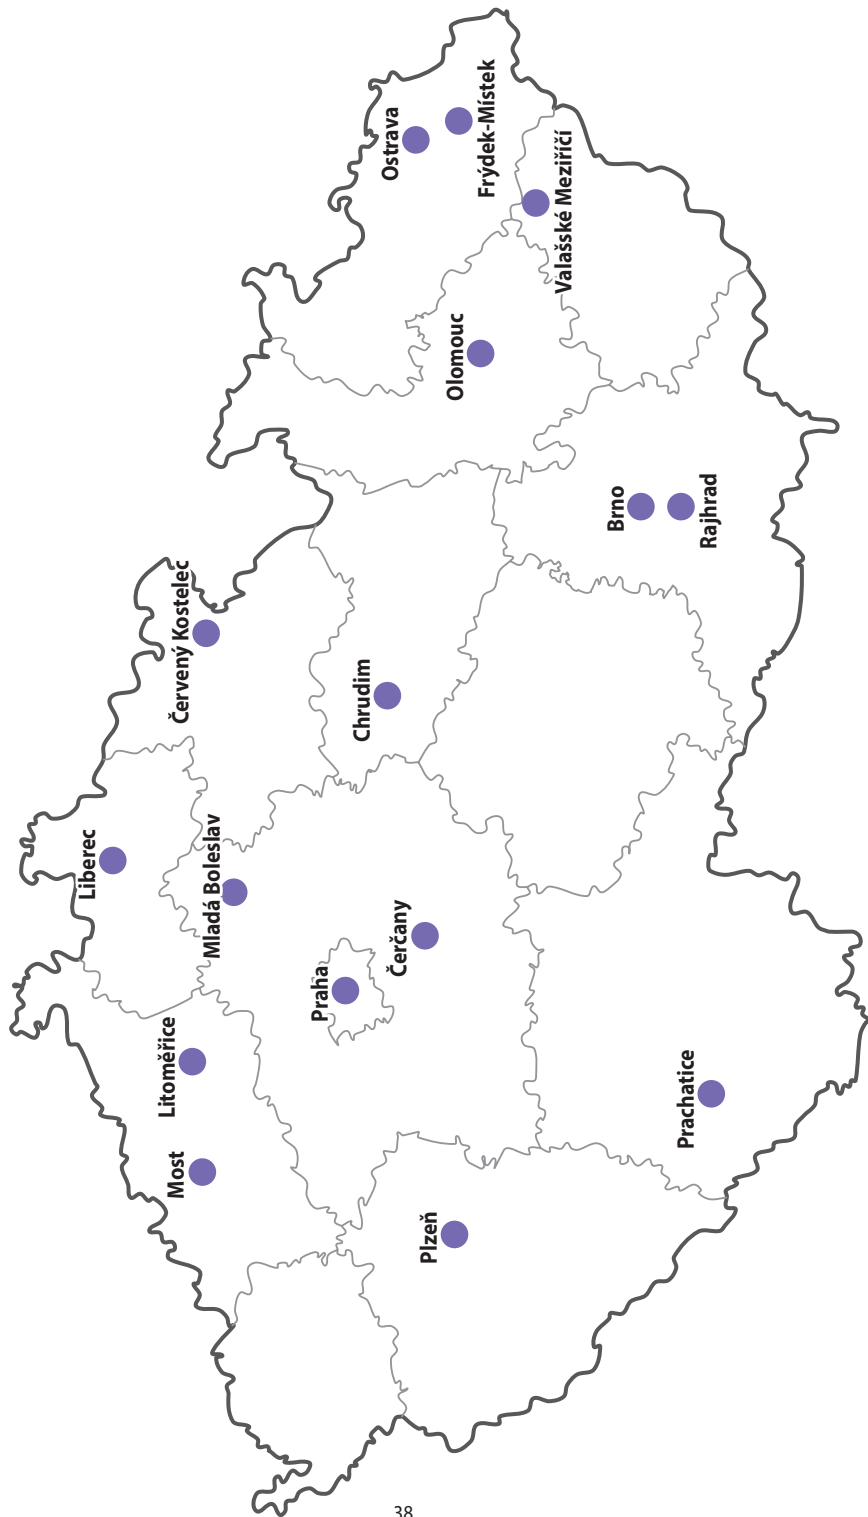 Ostrava
Frýdek-Místek
Valašské Meziříčí
Olomouc
Brno
Rajhrad
Červený Kostelec
Chrudim
Liberec
Mladá Boleslav
Praha
Čerčany
Litoměřice
Most
Prachatice
Plzeň
38